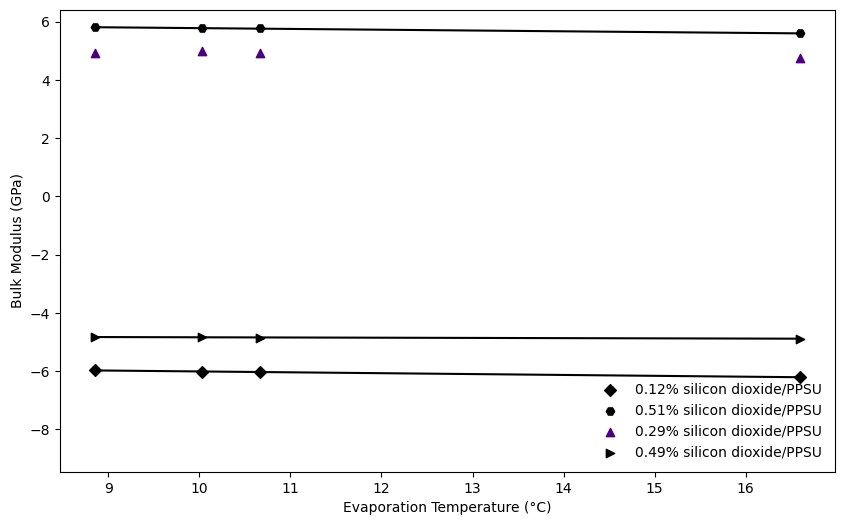 6
4
2
0
−2
−4
−6
−8
Bulk Modulus (GPa)
0.12% silicon dioxide/PPSU
0.51% silicon dioxide/PPSU
0.29% silicon dioxide/PPSU
0.49% silicon dioxide/PPSU
9 10 11 12 13 14 15 16
Evaporation Temperature (°C)